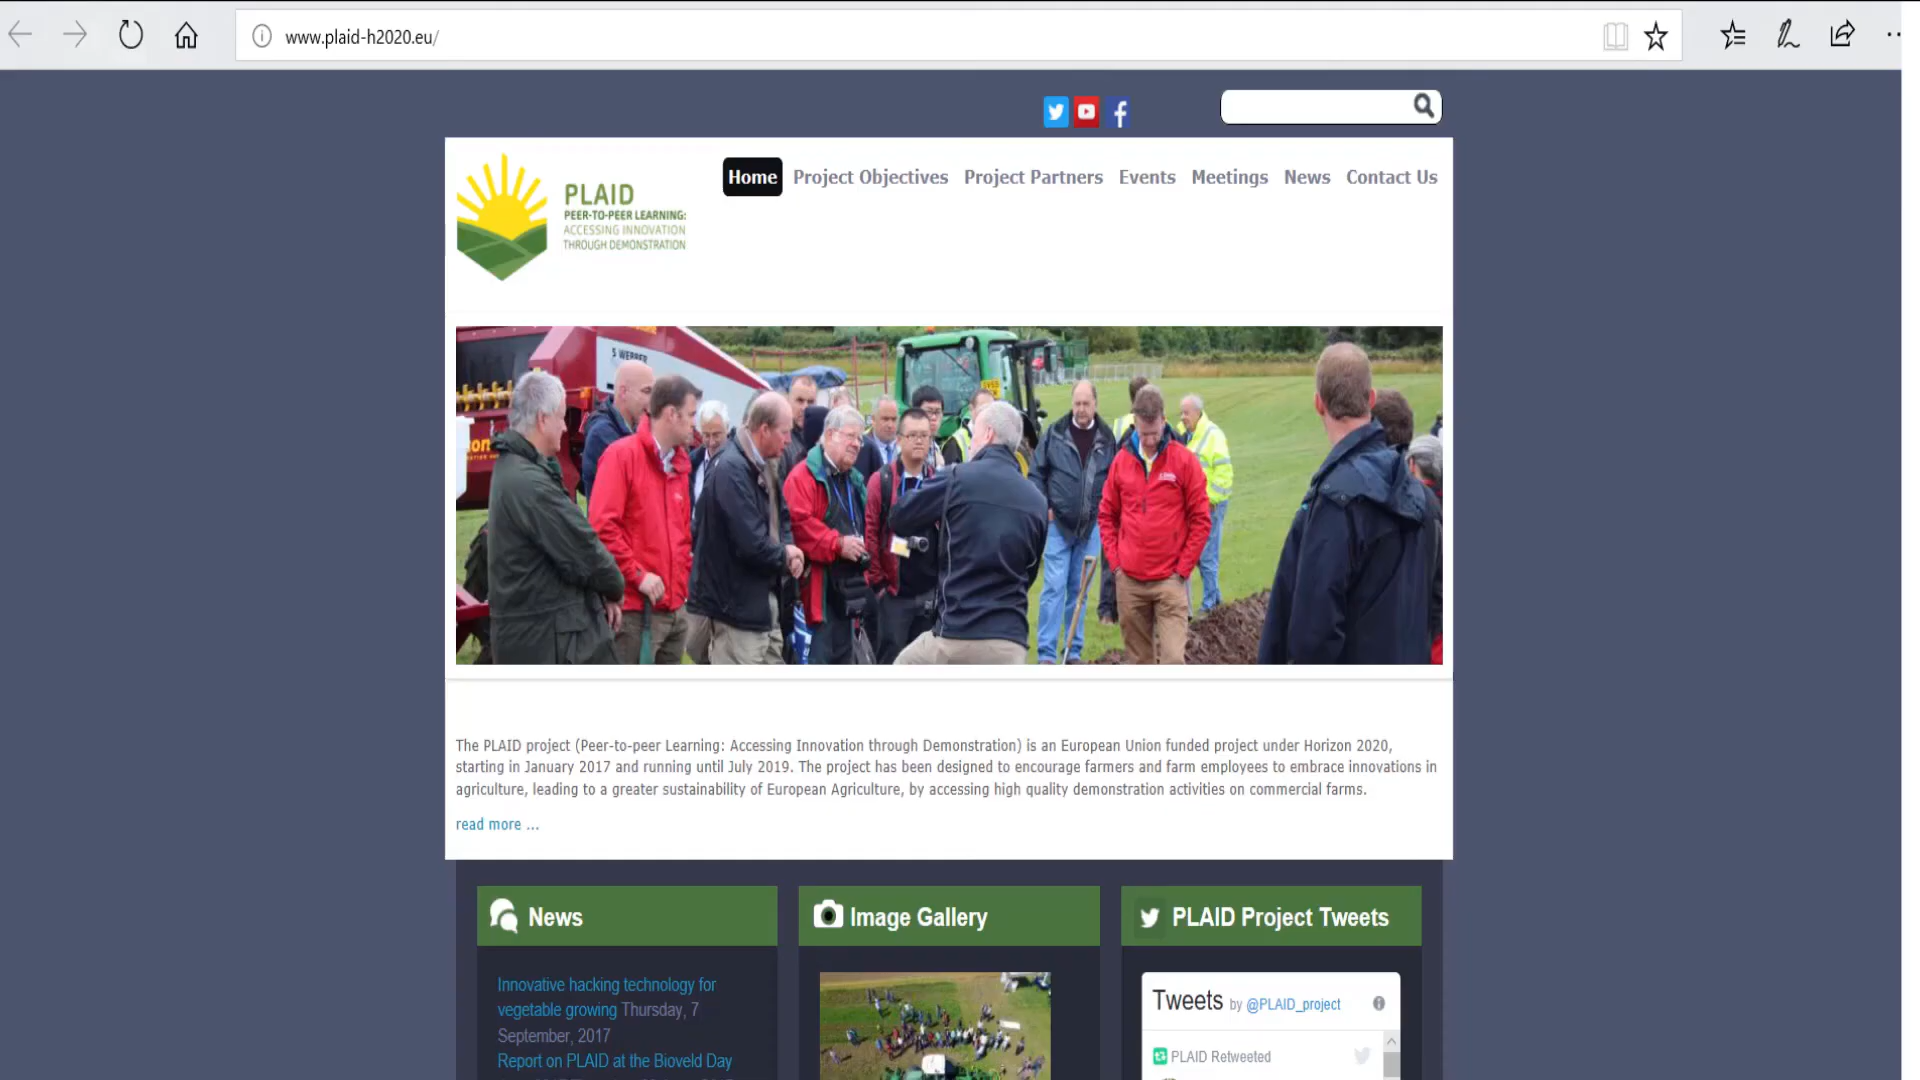 www.plaid-h2020.eu/
Home Project Objectives Project Partners Events Meetings News Contact Us
PLAID
PEER-TO-PEER LEARNING:
ACCESSING INNOVATION
THROUGH DEMONSTRATION
S WEBBER
The PLAID project (Peer-to-peer Learning: Accessing Innovation through Demonstration) is an European Union funded project under Horizon 2020,
starting in January 2017 and running until July 2019. The project has been designed to encourage farmers and farm employees to embrace innovations in
agriculture, leading to a greater sustainability of European Agriculture, by accessing high quality demonstration activities on commercial farms.
read more ...
News
Innovative hacking technology for
vegetable growing Thursday, 7
September, 2017
Report on PLAID at the Bioveld Day
Image Gallery
PLAID Project Tweets
Tweets by @PLAID_project
PLAID Retweeted